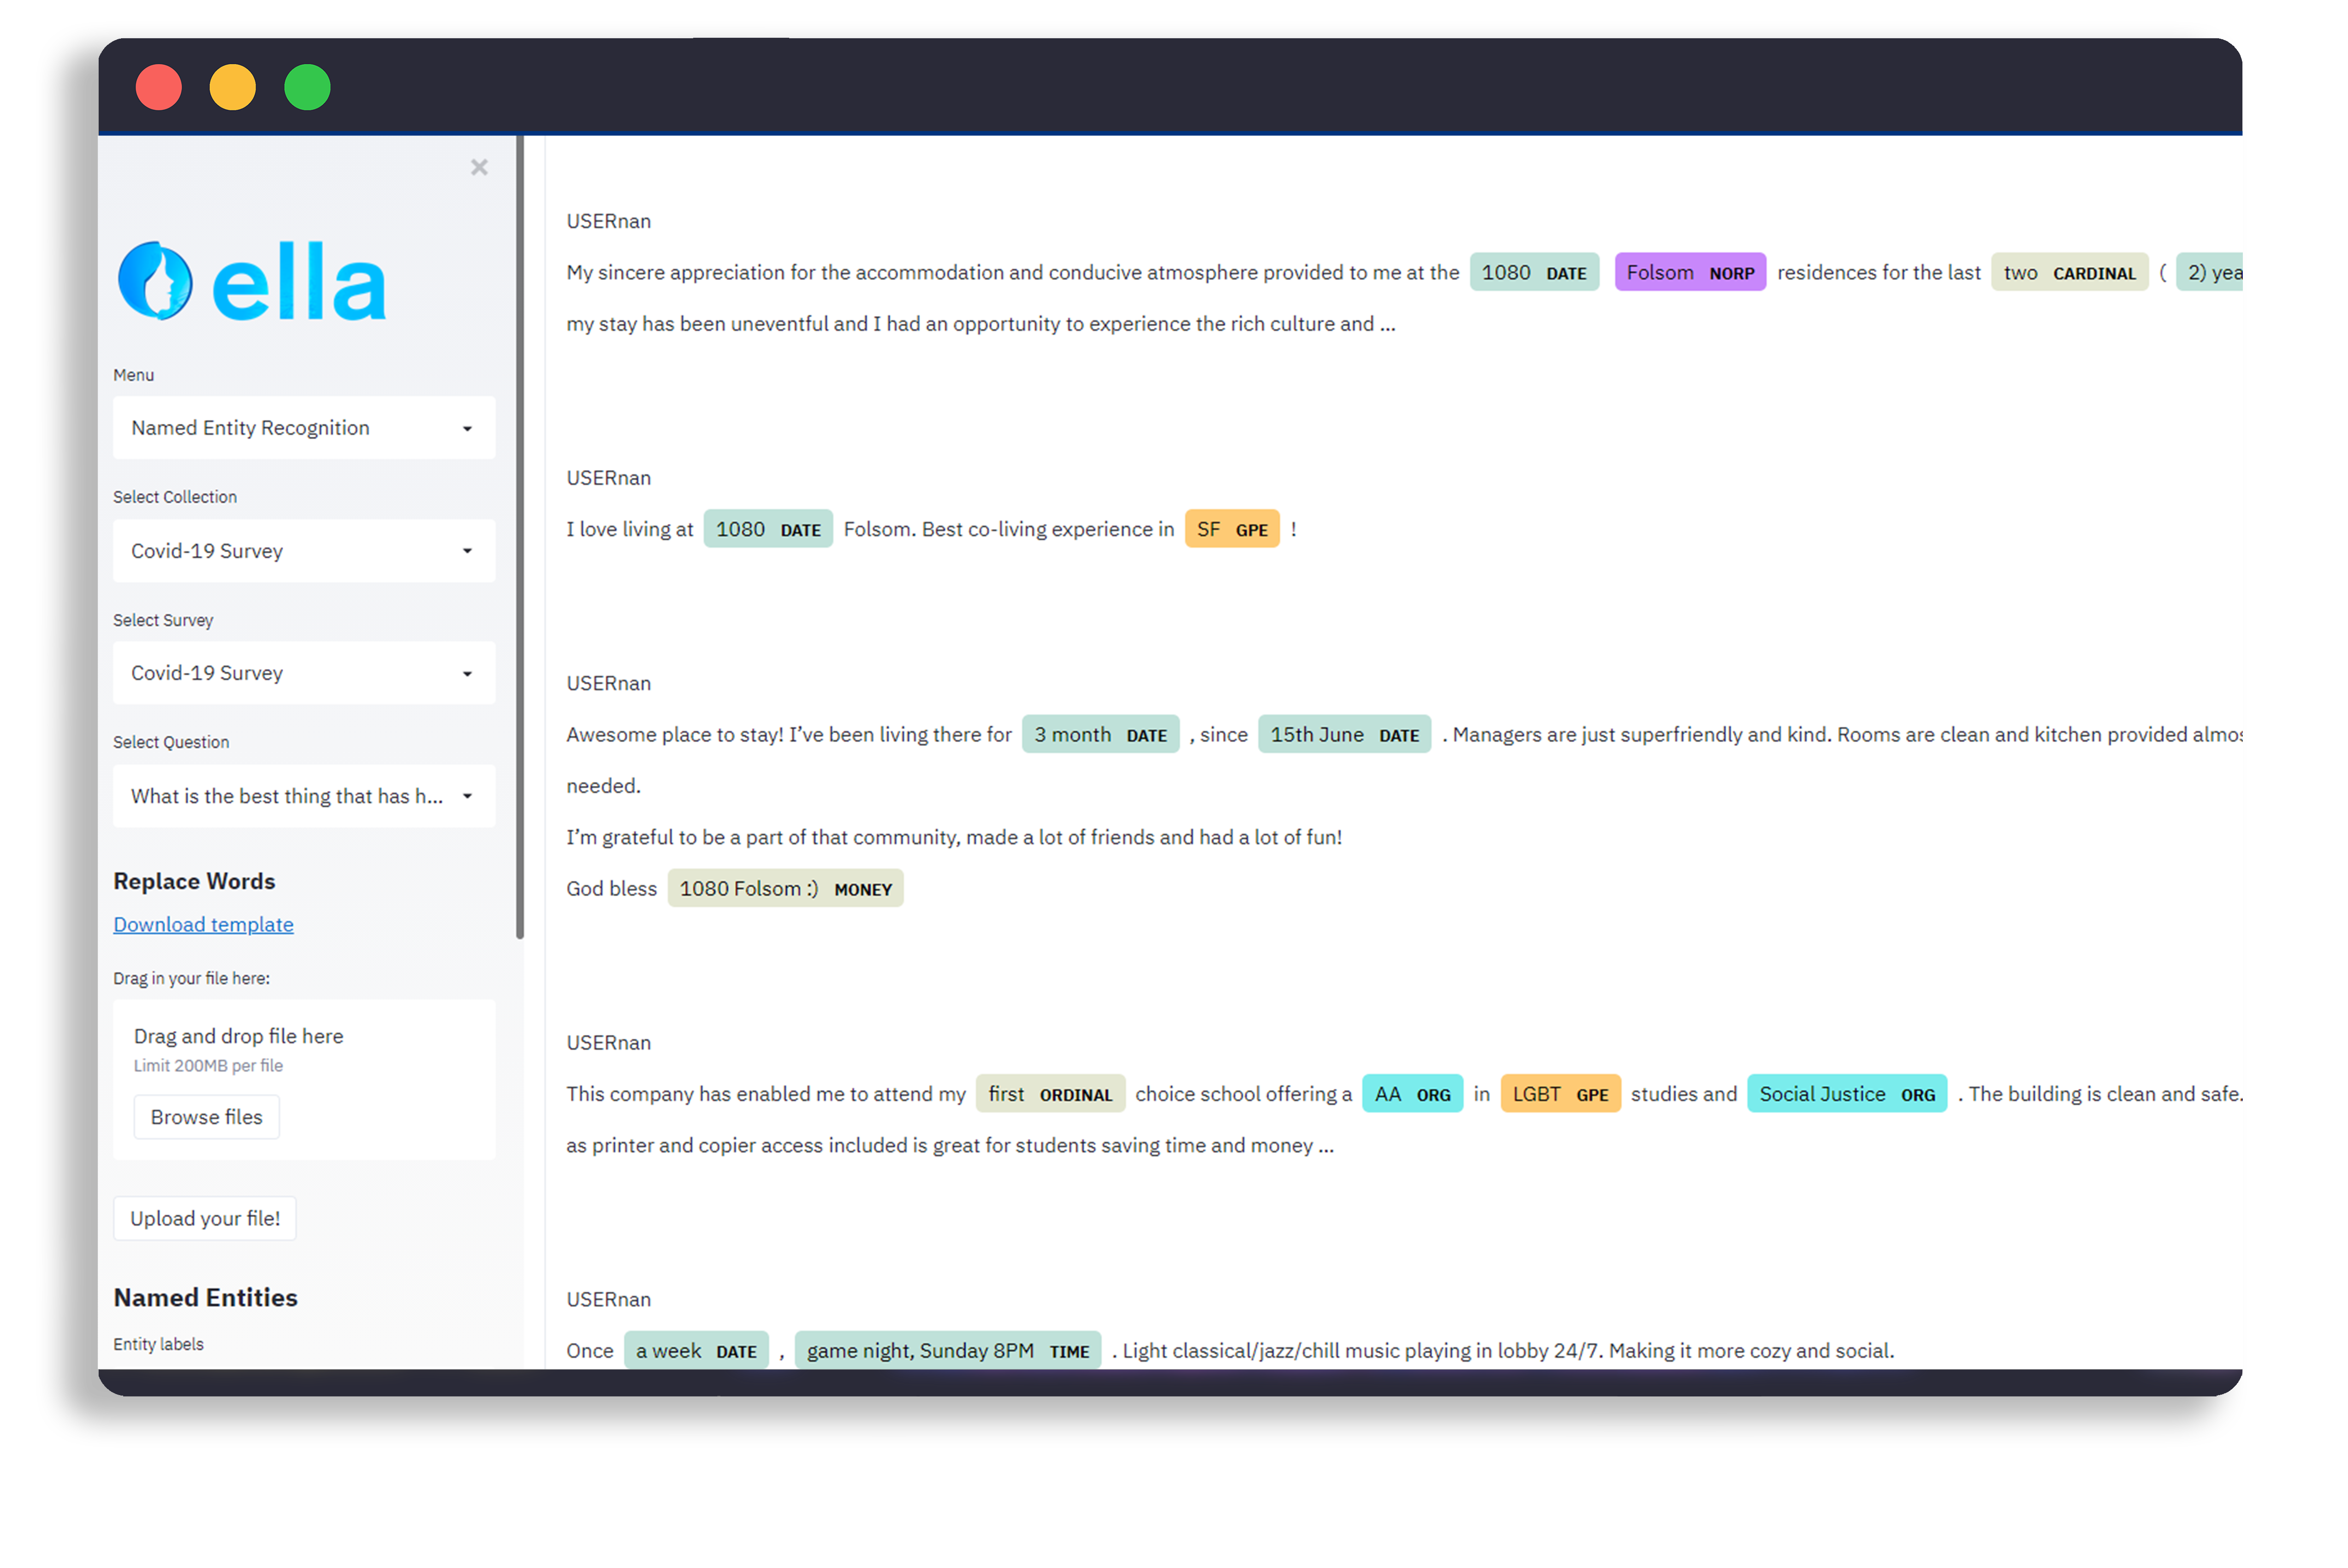 ella
Menu
Named Entity Recognition
Select Collection
Covid-19 Survey
Select Survey
Covid-19 Survey
Select Question
What is the best thing that has h...
Replace Words
Download template
Drag in your file here:
Drag and drop file here
Limit 200MB per file
Browse files
Upload your file!
Named Entities
Entity labels
USERnan
My sincere appreciation for the accommodation and conducive atmosphere provided to me at the 1080 DATE Folsom NORP residences for the last two CARDINAL ( 2) yea
my stay has been uneventful and I had an opportunity to experience the rich culture and ...
USERnan
I love living at 1080 DATE Folsom. Best co-living experience in SF GPE !
USERnan
Awesome place to stay! I’ve been living there for 3 month DATE , since 15th June DATE . Managers are just superfriendly and kind. Rooms are clean and kitchen provided almos
needed.
I’m grateful to be a part of that community, made a lot of friends and had a lot of fun!
God bless 1080 Folsom :) MONEY
USERnan
This company has enabled me to attend my first ORDINAL choice school offering a AA ORG in LGBT GPE studies and Social Justice ORG . The building is clean and safe.
as printer and copier access included is great for students saving time and money ...
USERnan
Once a week DATE , game night, Sunday 8PM TIME . Light classical/jazz/chill music playing in lobby 24/7. Making it more cozy and social.